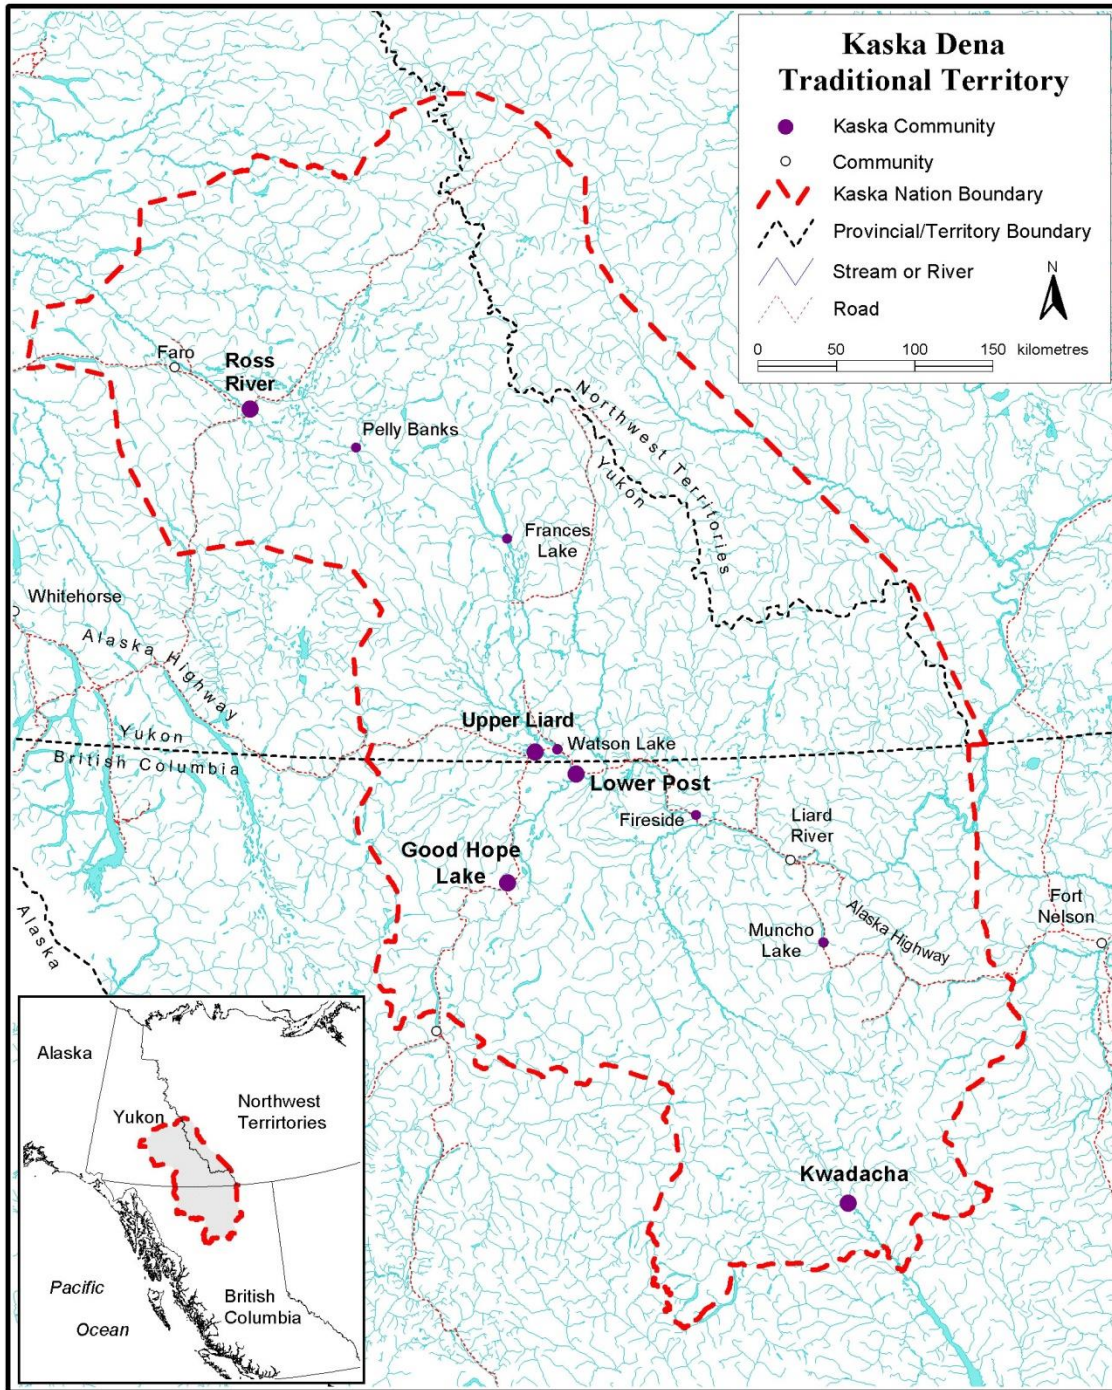 Kaska Dena
Traditional Territory
Kaska Community
Community
Kaska Nation Boundary
Provincial/Territory Boundary
Stream or River
Road
N
0 50 100 150 kilometres
Faro
Ross
River
Pelly Banks
Northwest Territories
Yukon
Frances
Lake
Whitehorse
Alaska Highway
Yukon
British Columbia
Upper Liard
Watson Lake
Lower Post
Fireside
Liard
River
Good Hope
Lake
Muncho
Lake
Alaska Highway
Fort
Nelson
Alaska
Kwadacha
Alaska
Yukon
Northwest
Terrirtories
Pacific
Ocean
British
Columbia